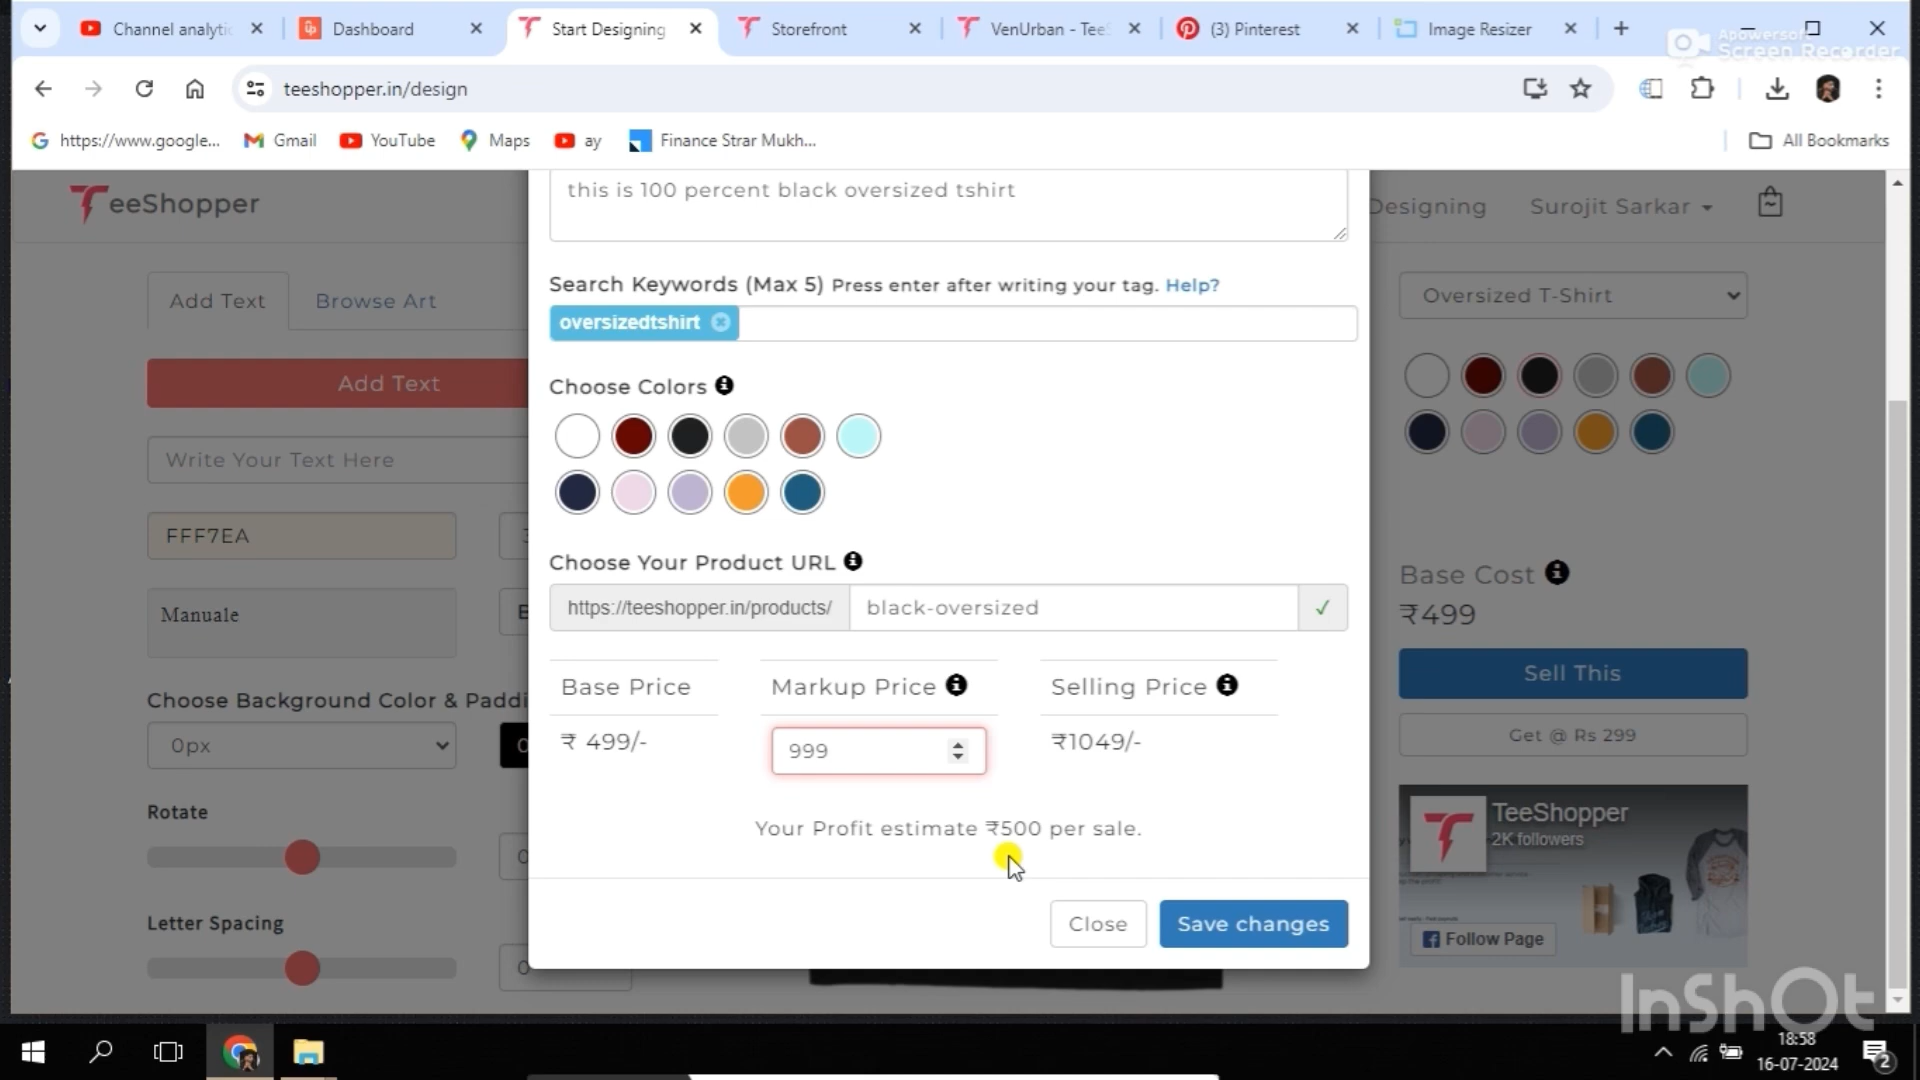 Channel analytic
Dashboard
Start Designing
Storefront
VenUrban - Tee
(3) Pinterest
Image Resizer
Apowersoft
Screen Recorder
teeshopper.in/design
https://www.google...
Gmail
YouTube
Maps
ay
Finance Strar Mukh...
All Bookmarks
TeeShopper
Designing
Surojit Sarkar
this is 100 percent black oversized tshirt
Search Keywords (Max 5) Press enter after writing your tag. Help?
oversizedtshirt
Add Text
Browse Art
Add Text
Write Your Text Here
FFF7EA
Manuale
Choose Background Color & Paddi
0px
Rotate
Letter Spacing
0
Choose Colors
Choose Your Product URL
https://teeshopper.in/products/
black-oversized
Base Price
Markup Price
Selling Price
₹ 499/-
999
₹1049/-
Your Profit estimate ₹500 per sale.
Close
Save changes
Oversized T-Shirt
Base Cost
₹499
Sell This
Get @ Rs 299
TeeShopper
2K followers
Follow Page
InShOt
18:58
16-07-2024
2